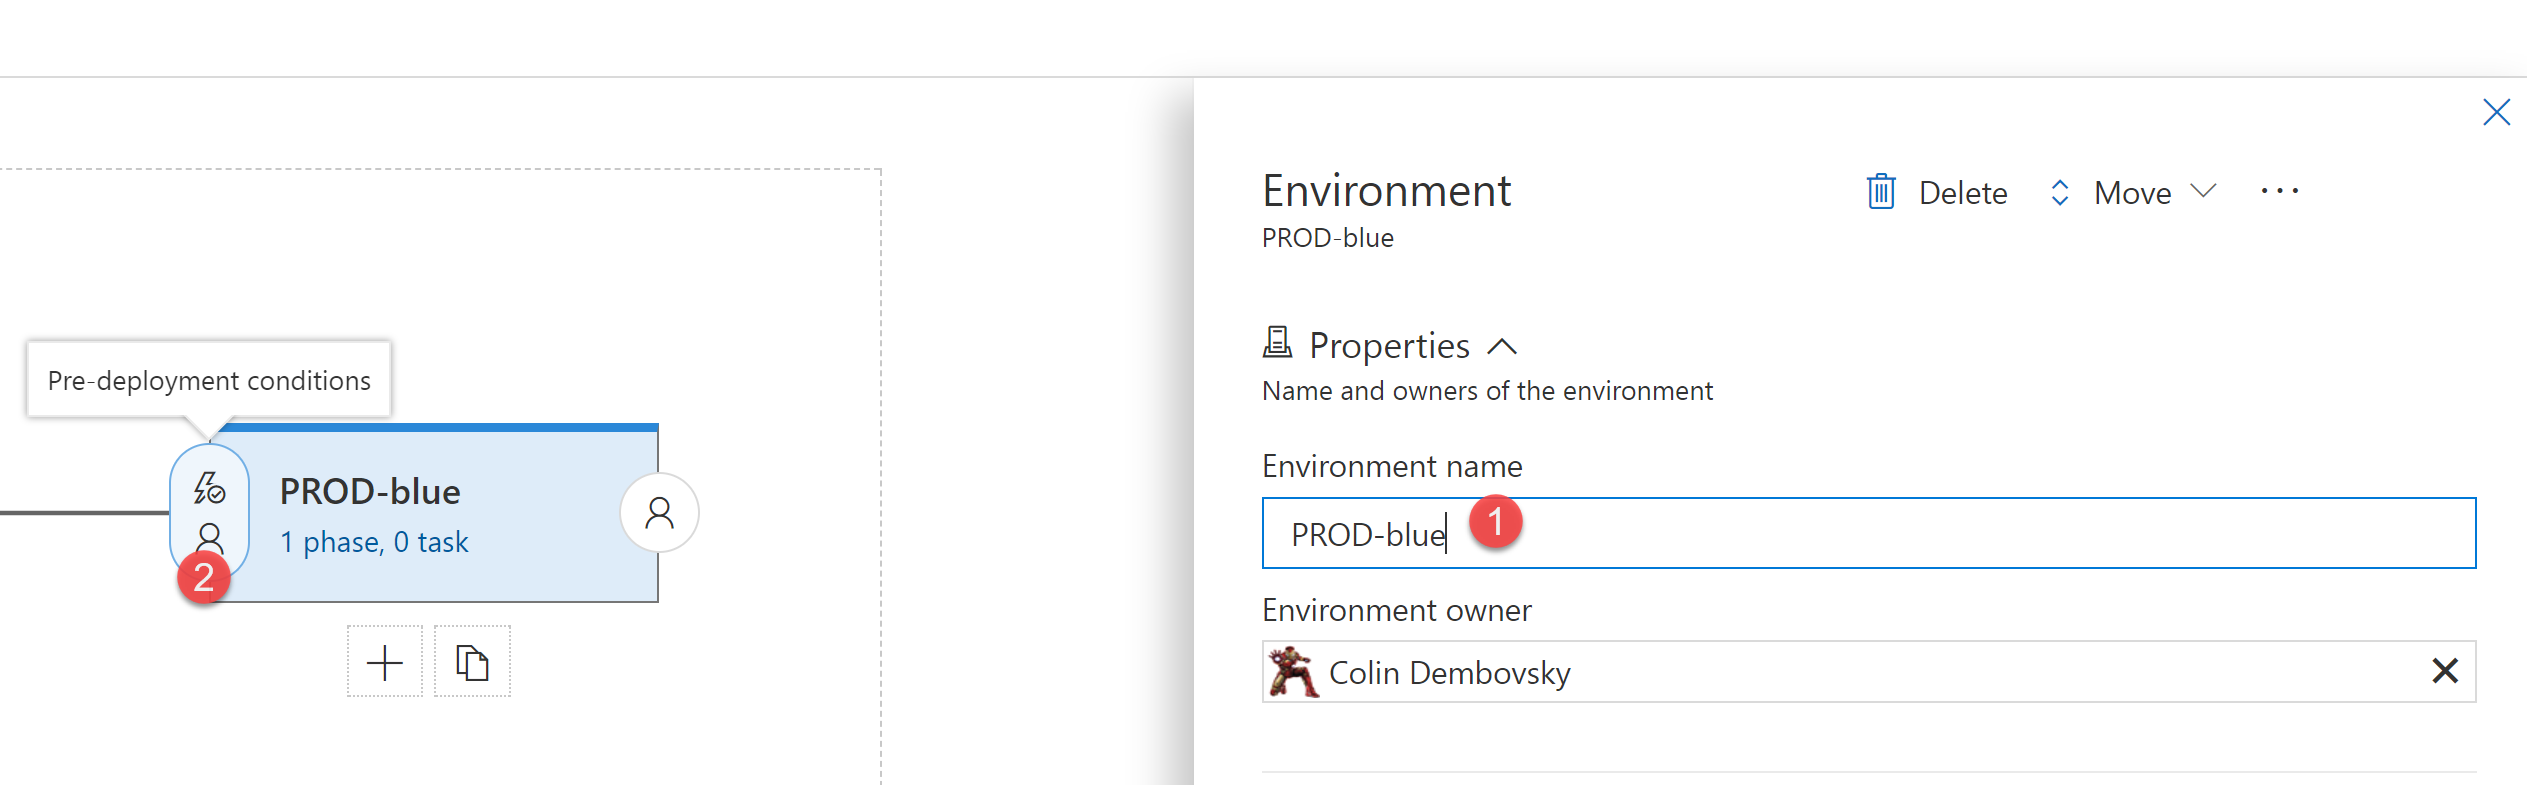 Pre-deployment conditions
PROD-blue
1 phase, 0 task
2
Environment
PROD-blue
Delete
Move
Properties
Name and owners of the environment
Environment name
PROD-blue
1
Environment owner
Colin Dembovsky